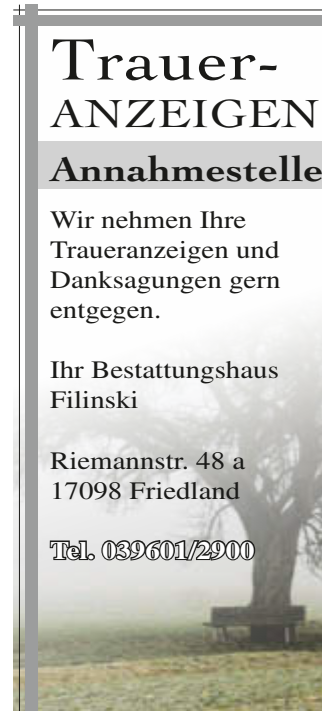 Trauer-
ANZEIGEN
Annahmestelle
Wir nehmen Ihre
Traueranzeigen und
Danksagungen gern
entgegen.
Ihr Bestattungshaus
Filinski
Riemannstr. 48 a
17098 Friedland
Tel. 039601/2900